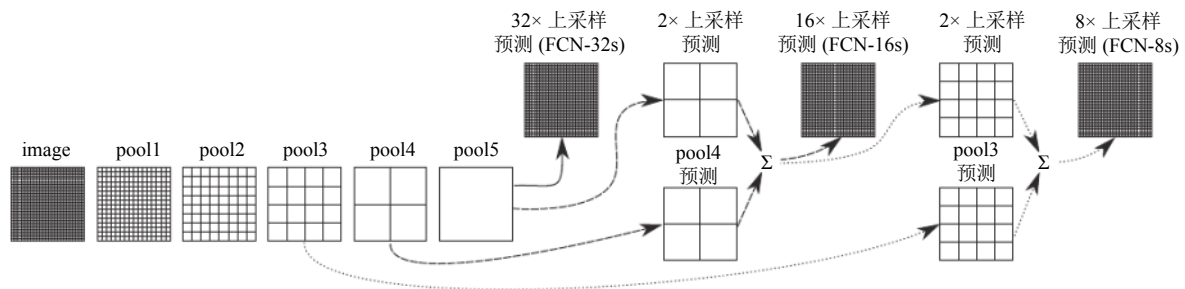 32× 上采样
预测 (FCN-32s)
2× 上采样
预测
16× 上采样
预测 (FCN-16s)
2× 上采样
预测
8× 上采样
预测 (FCN-8s)
image
pool1
pool2
pool3
pool4
pool5
pool4
预测
Σ
pool3
预测
Σ